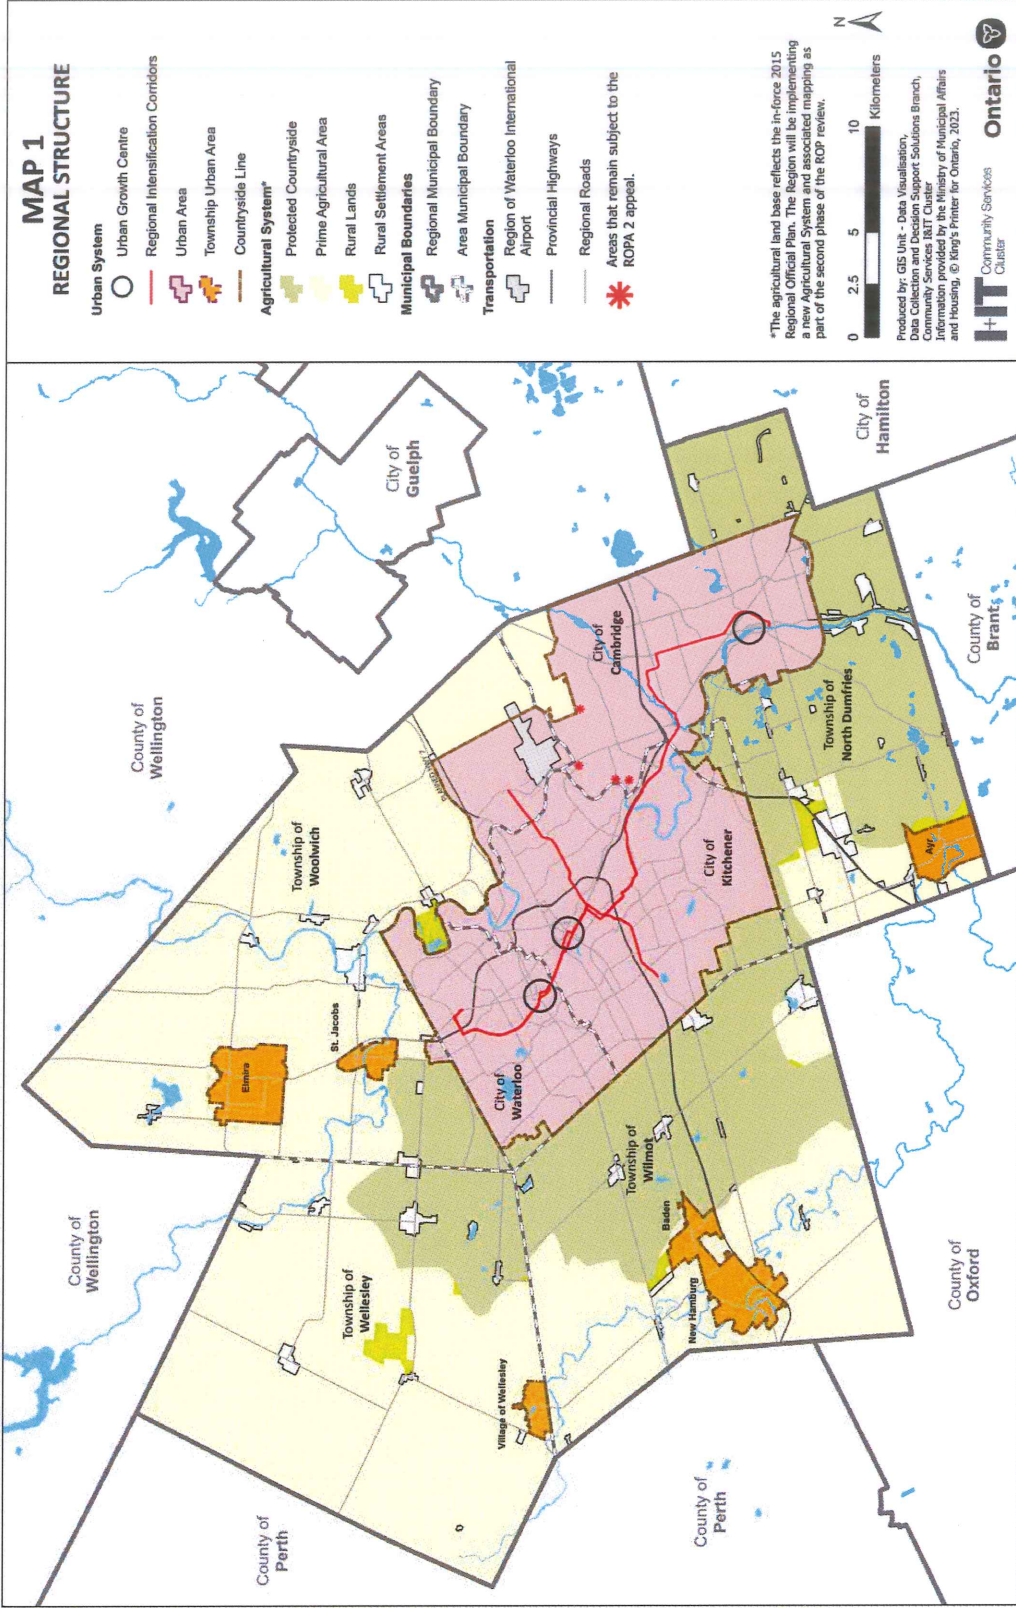 MAP 1
REGIONAL STRUCTURE
Urban System
Urban Growth Centre
Regional Intensification Corridors
Urban Area
Township Urban Area
Countryside Line
Agricultural System*
Protected Countryside
Prime Agricultural Area
Rural Lands
Rural Settlement Areas
Municipal Boundaries
Regional Municipal Boundary
Area Municipal Boundary
Transportation
Region of Waterloo International
Airport
Provincial Highways
Regional Roads
Areas that remain subject to the
ROPA 2 appeal.
*The agricultural land base reflects the in-force 2015
Regional Official Plan. The Region will be implementing
a new Agricultural System and associated mapping as
part of the second phase of the ROP review.
N
0 2.5 5 10
Kilometers
Produced by: GIS Unit - Data Visualisation,
Data Collection and Decision Support Solutions Branch,
Community Services I&IT Cluster
Information provided by the Ministry of Municipal Affairs
and Housing, © King's Printer for Ontario, 2023.
I+IT Community Services
Cluster
Ontario
County of
Wellington
County of
Wellington
City of
Guelph
Township of
Woolwich
Elmira
St. Jacobs
Township of
Wellesley
Village of Wellesley
County of
Perth
City of
Waterloo
City of
Cambridge
City of
Kitchener
Township of
Wilmot
Baden
New Hamburg
Township of
North Dumfries
Ayr
City of
Hamilton
County of
Brant
County of
Oxford
County of
Perth